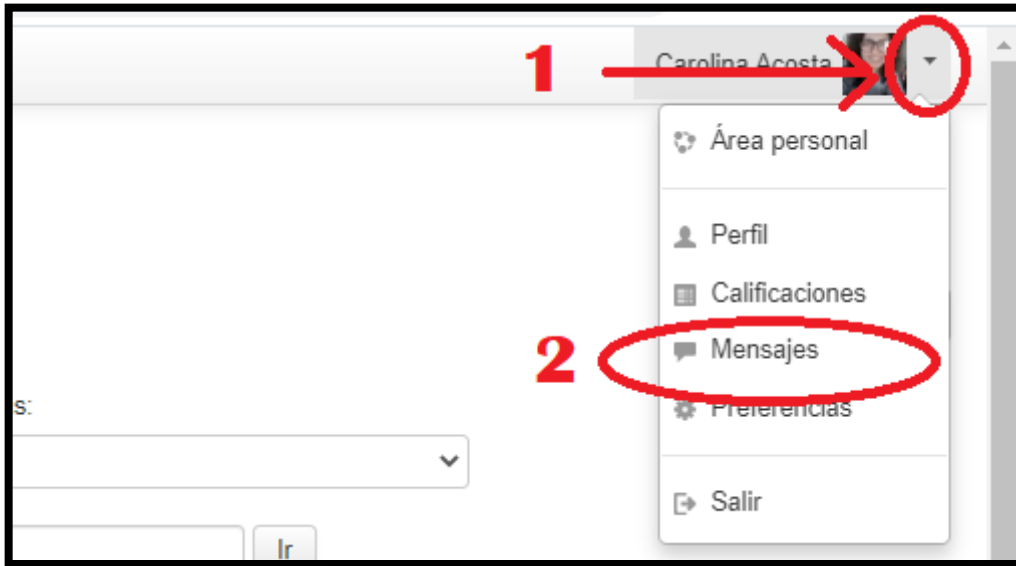 1
Carolina Acosta
Área personal
Perfil
Calificaciones
2
Mensajes
s:
Preferencias
Salir
Ir